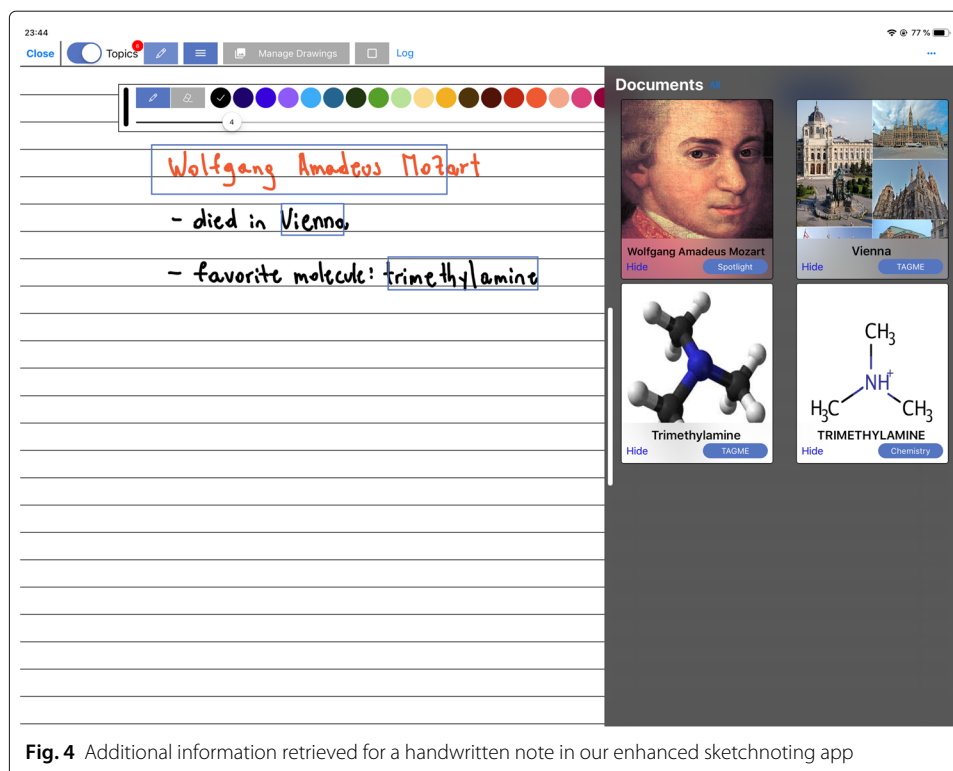 23:44
77 %
Close
Topics
Manage Drawings
Log
...
4
Documents
Wolfgang Amadeus Mozart
- died in Vienna
- favorite molecule: trimethylamine
Wolfgang Amadeus Mozart
Hide
Spotlight
Vienna
Hide
TAGME
CH3
NH+
H3C
CH3
Trimethylamine
Hide
TAGME
TRIMETHYLAMINE
Hide
Chemistry
Fig. 4 Additional information retrieved for a handwritten note in our enhanced sketchnoting app